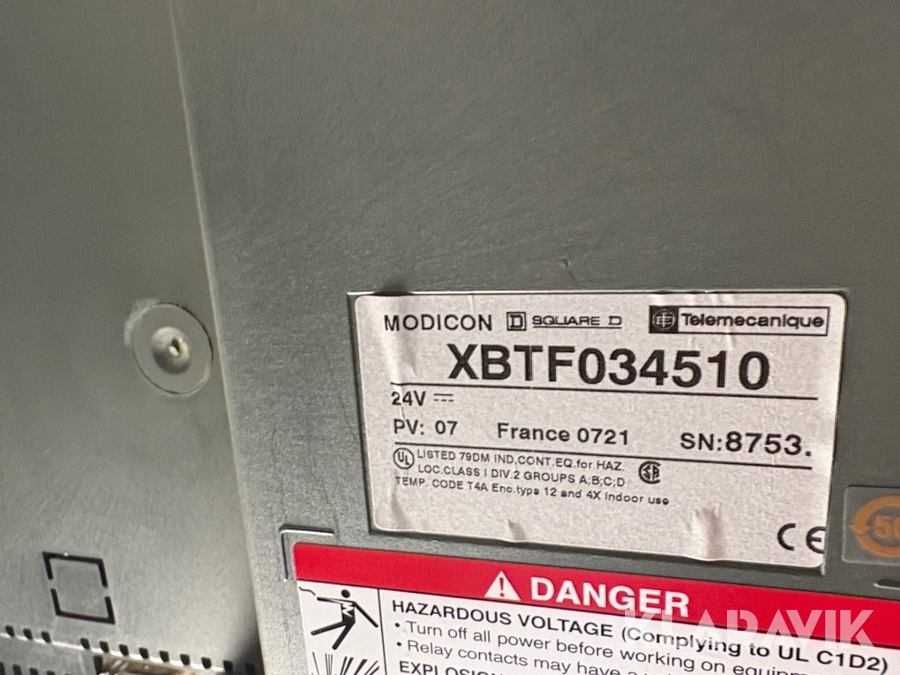 MODICON D SQUARE D Telemecanique
XBTF034510
24V ⎓
PV: 07 France 0721 SN:8753.
UL LISTED 79DM IND.CONT.EQ.for HAZ.
LOC.CLASS I DIV.2 GROUPS A;B;C;D
TEMP. CODE T4A Enc.type 12 and 4X indoor use
CE
50
⚠ DANGER
HAZARDOUS VOLTAGE (Complying to UL C1D2)
• Turn off all power before working on
• Relay contacts may have
KLARAVIK